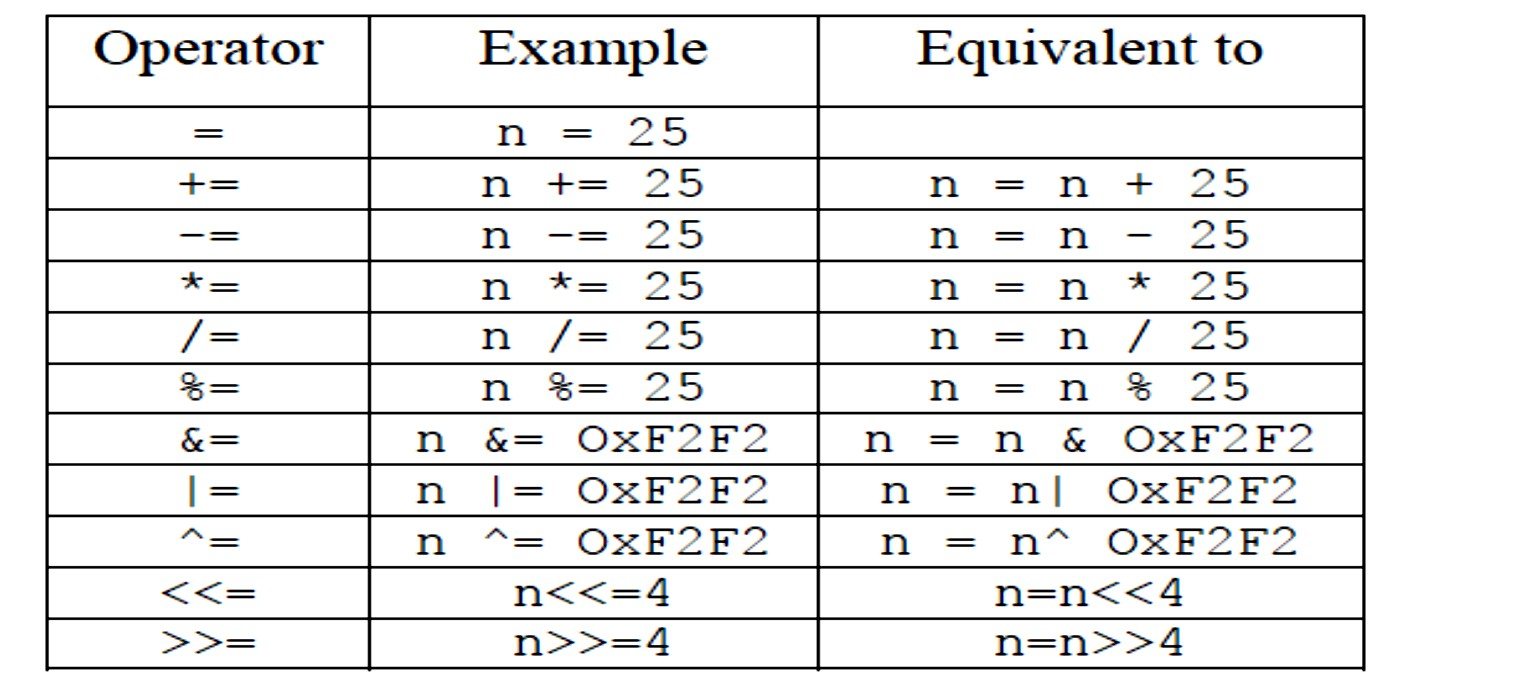 Operator Example Equivalent to
= n = 25
+= n += 25 n = n + 25
-= n -= 25 n = n - 25
*= n *= 25 n = n * 25
/= n /= 25 n = n / 25
%= n %= 25 n = n % 25
&= n &= OxF2F2 n = n & OxF2F2
|= n |= OxF2F2 n = n| OxF2F2
^= n ^= OxF2F2 n = n^ OxF2F2
<<= n<<=4 n=n<<4
>>= n>>=4 n=n>>4